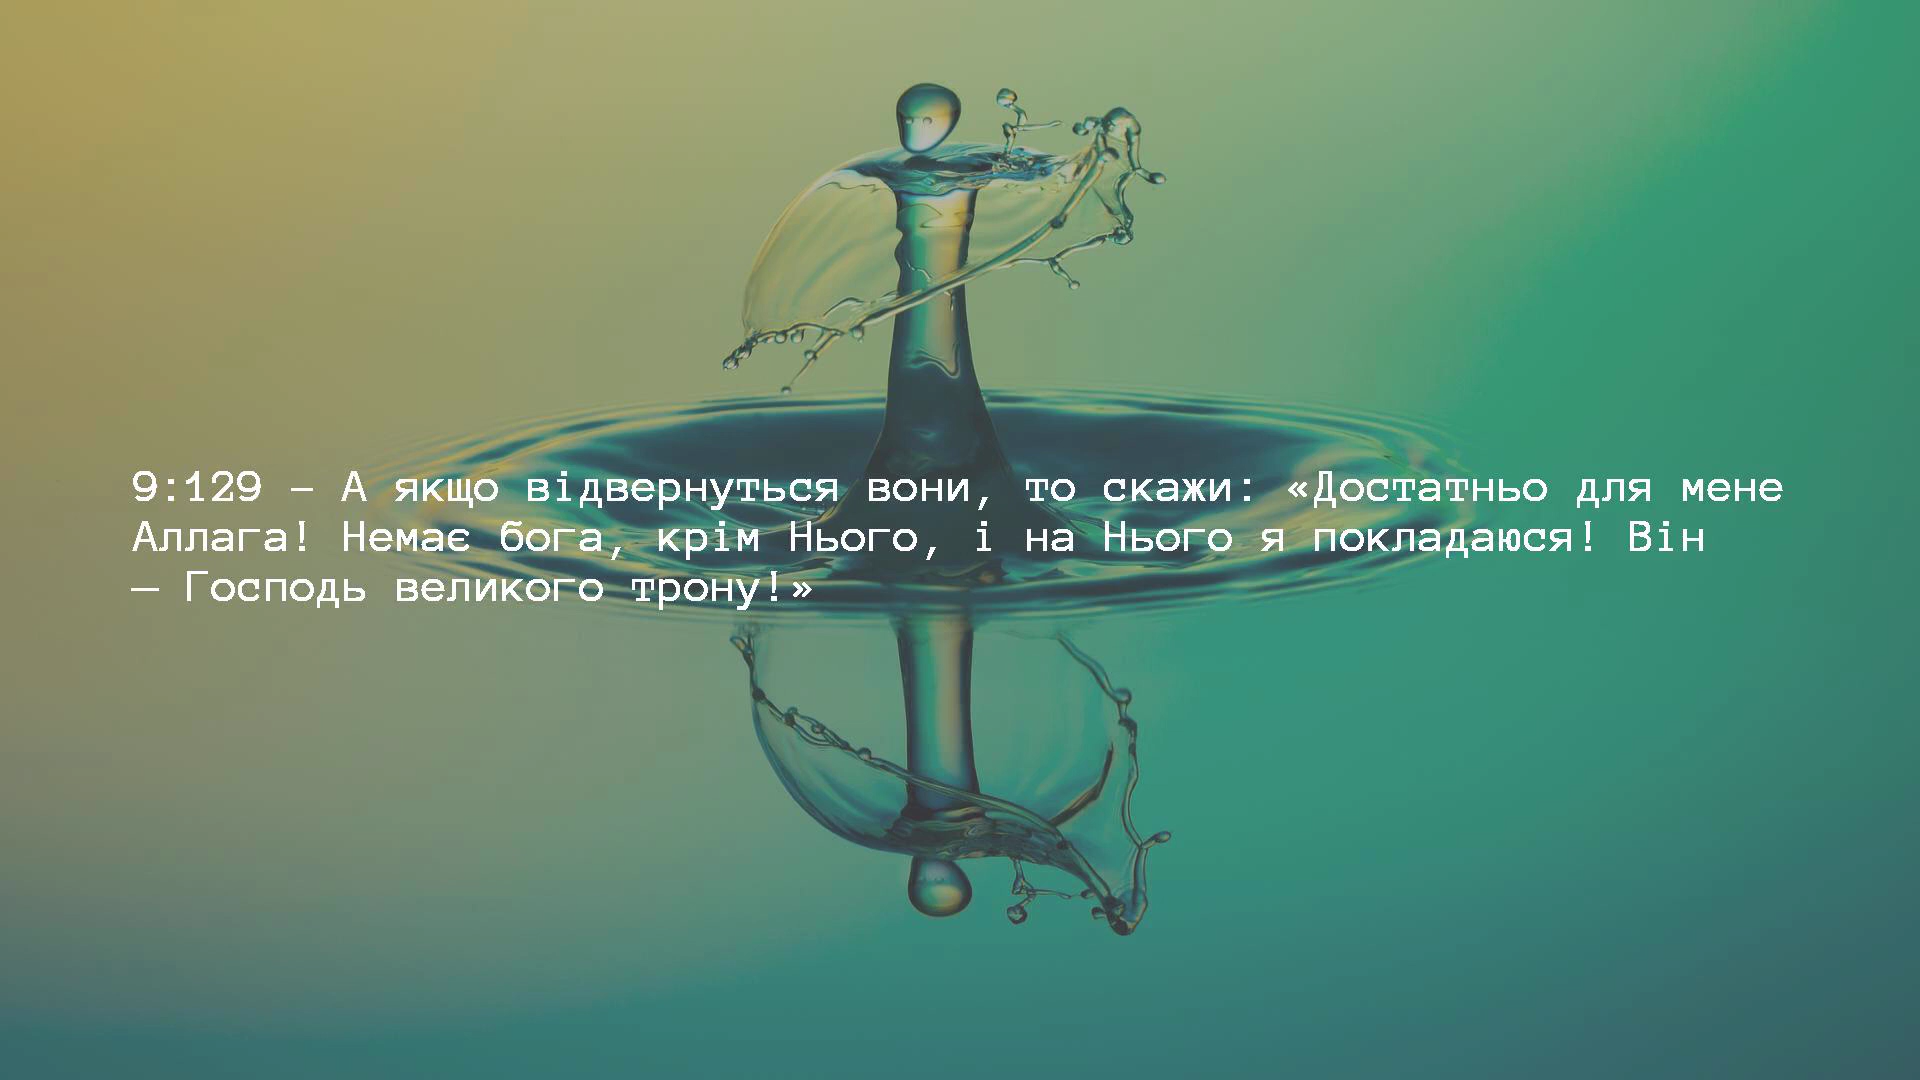 9:129 – А якщо відвернуться вони, то скажи: «Достатньо для мене
Аллага! Немає бога, крім Нього, і на Нього я покладаюся! Він
— Господь великого трону!»